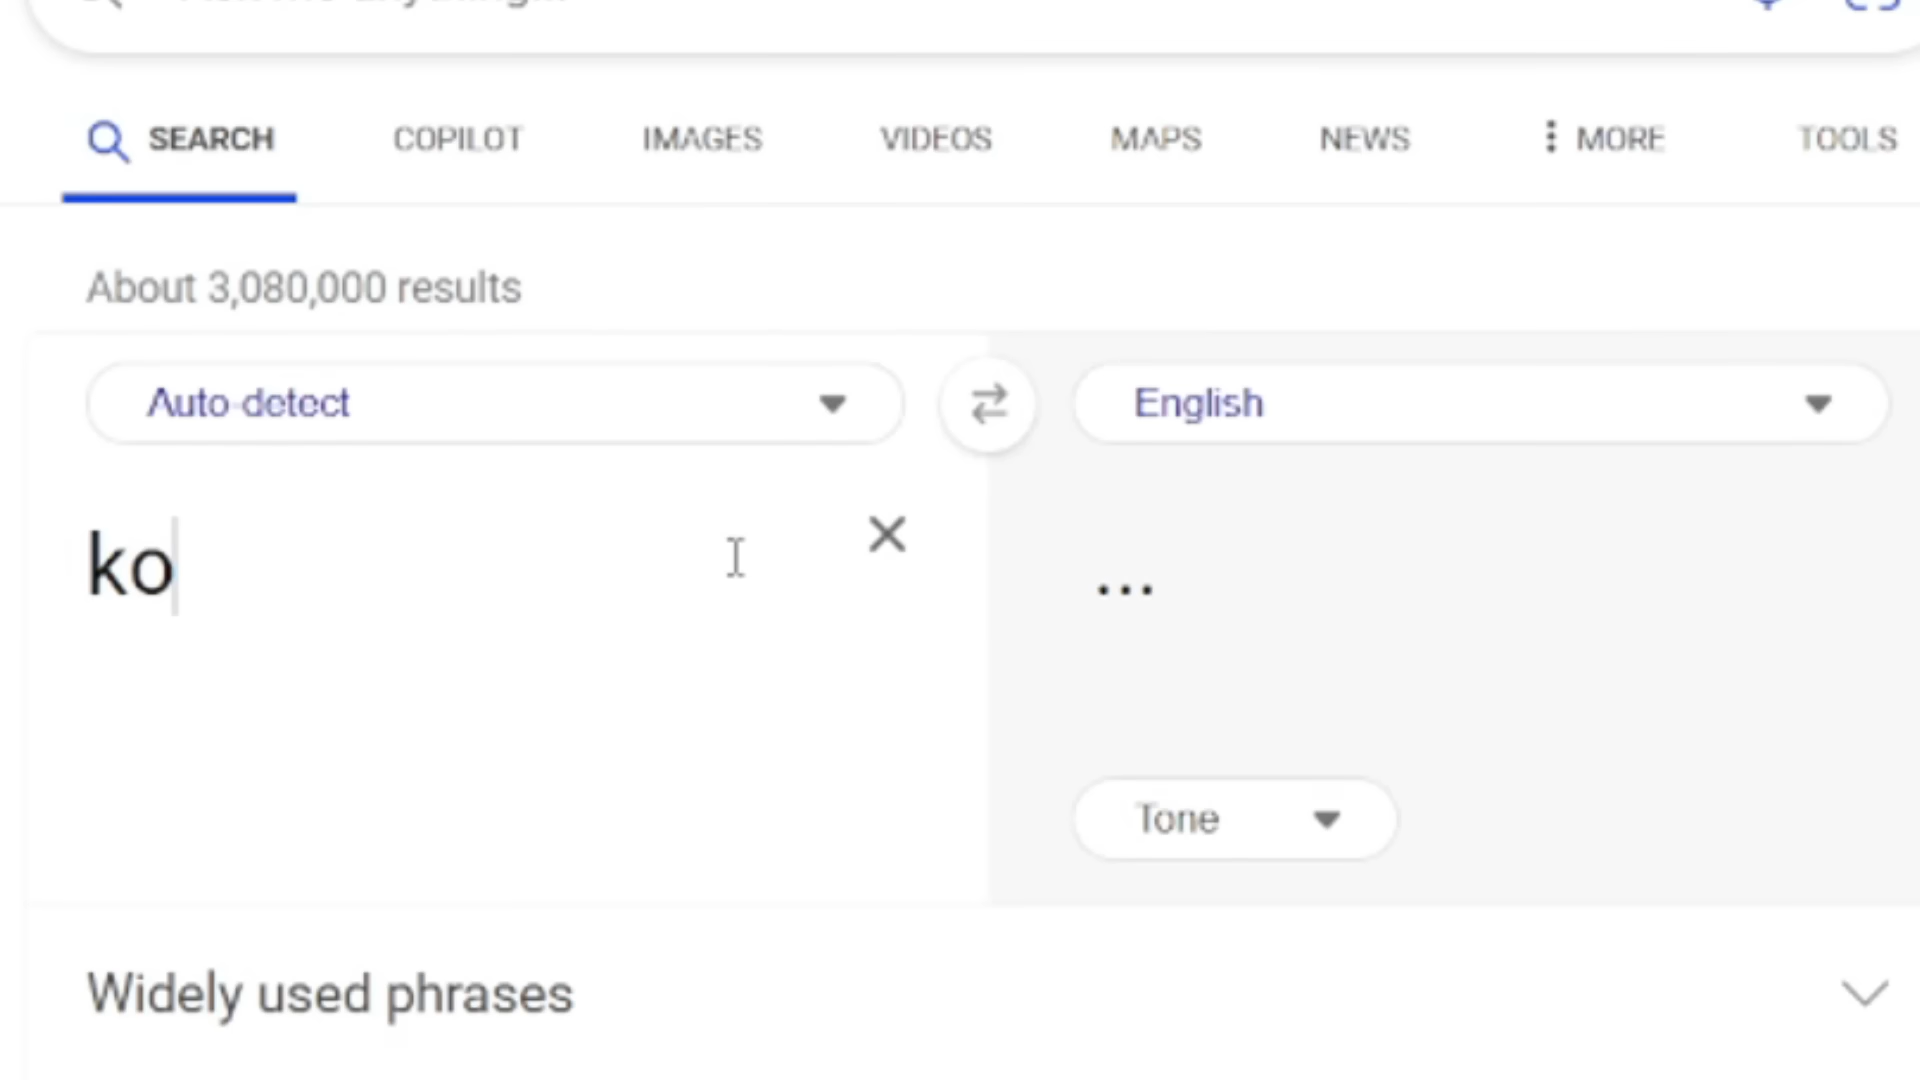 SEARCH COPILOT IMAGES VIDEOS MAPS NEWS MORE TOOLS
About 3,080,000 results
Auto-detect English
ko ...
Tone
Widely used phrases